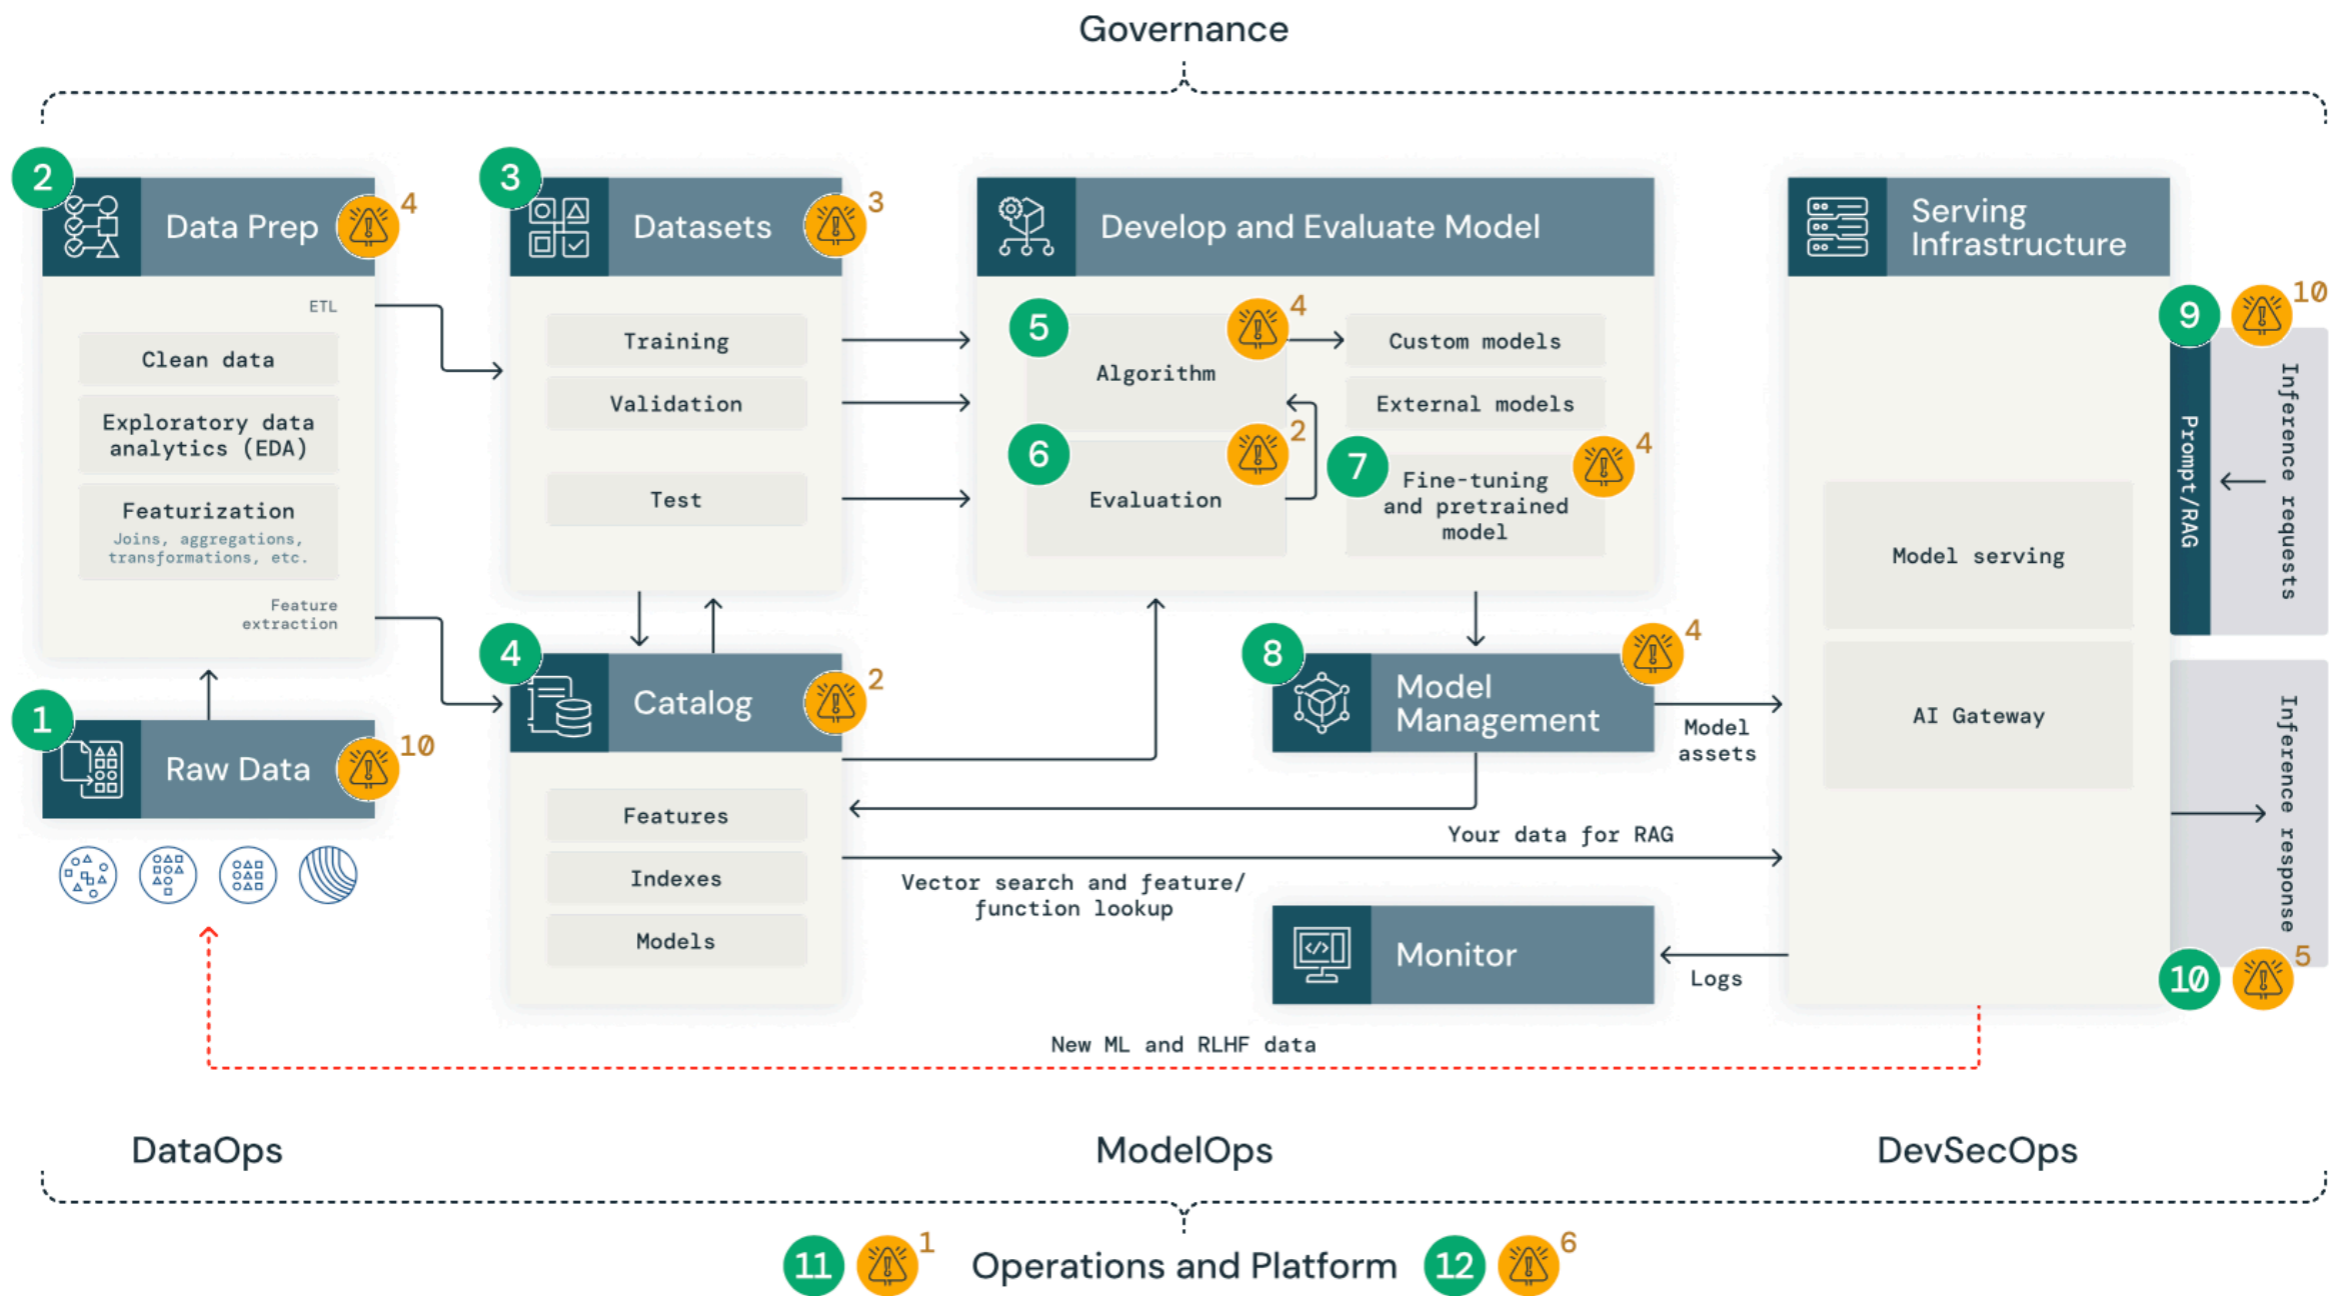 Governance
2
Data Prep
4
ETL
Clean data
Exploratory data
analytics (EDA)
Featurization
Joins, aggregations,
transformations, etc.
Feature
extraction
1
Raw Data
10
3
Datasets
3
Training
Validation
Test
4
Catalog
2
Features
Indexes
Models
Develop and Evaluate Model
5
4
Algorithm
6
2
Evaluation
Custom models
External models
7
4
Fine-tuning
and pretrained
model
8
Model
Management
4
Model
assets
Your data for RAG
Vector search and feature/
function lookup
Monitor
Logs
Serving
Infrastructure
Model serving
AI Gateway
9
10
Prompt/RAG
Inference requests
Inference response
10
5
New ML and RLHF data
DataOps
ModelOps
DevSecOps
11
1
Operations and Platform
12
6